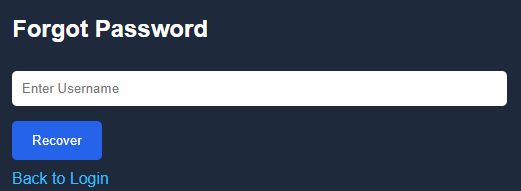 Forgot Password
Enter Username
Recover
Back to Login